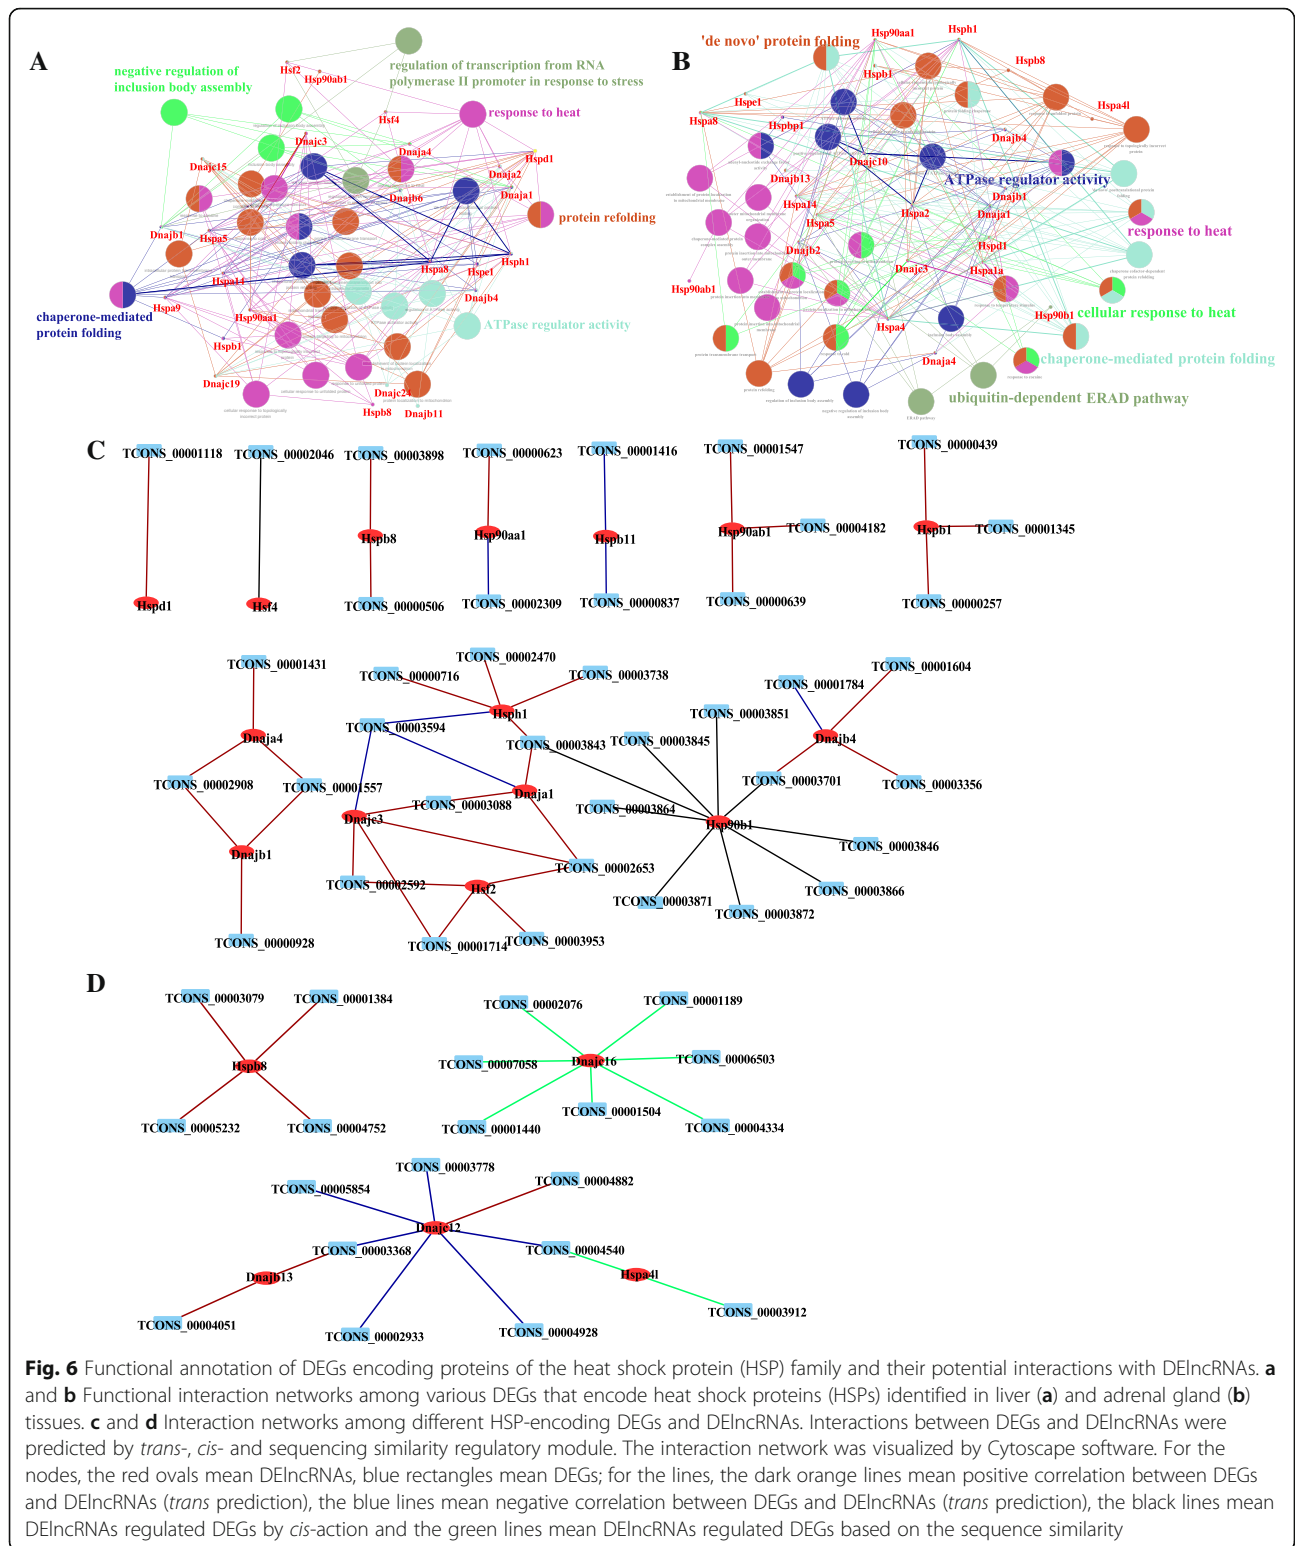 A
negative regulation of
inclusion body assembly
regulation of transcription from RNA
polymerase II promoter in response to stress
Hsf2
Hsp90ab1
Hsf4
response to heat
Dnajc3
Dnaja4
Hspd1
Dnajc15
Dnaja2
Dnajb6
Dnaja1
protein refolding
Dnajb1
Hspa5
Hspa8
Hsph1
Hspe1
Hspa14
Dnajb4
Hspa9
Hsp90aa1
chaperone-mediated
protein folding
ATPase regulator activity
Hspb1
Dnajc19
Dnajc24
Hspb8
Dnajb11
B
'de novo' protein folding
Hsp90aa1
Hsph1
Hspb1
Hspb8
Hspe1
Hspa4l
Hspa8
Hspbp1
Dnajb4
Dnajc10
ATPase regulator activity
Dnajb13
Dnajb1
Hspa14
Hspa2
Dnaja1
Hspa5
response to heat
Dnajb2
Hspd1
Dnajc3
Hspa1a
Hsp90ab1
Hsp90b1
cellular response to heat
Hspa4
Dnaja4
chaperone-mediated protein folding
ubiquitin-dependent ERAD pathway
protein refolding
ERAD pathway
C
TCONS_00001118
TCONS_00002046
TCONS_00003898
TCONS_00000623
TCONS_00001416
TCONS_00001547
TCONS_00000439
Hspb8
Hsp90aa1
Hspb11
Hsp90ab1
TCONS_00004182
Hspb1
TCONS_00001345
Hspd1
Hsf4
TCONS_00000506
TCONS_00002309
TCONS_00000837
TCONS_00000639
TCONS_00000257
TCONS_00001431
TCONS_00002470
TCONS_00000716
TCONS_00003738
TCONS_00001604
TCONS_00001784
Hsph1
TCONS_00003851
TCONS_00003594
Dnaja4
TCONS_00003843
TCONS_00003845
Dnajb4
TCONS_00002908
TCONS_00001557
TCONS_00003701
TCONS_00003356
Dnaja1
TCONS_00003088
TCONS_00003864
Dnajc3
Hsp90b1
TCONS_00003846
Dnajb1
TCONS_00002653
TCONS_00002592
Hsf2
TCONS_00003866
TCONS_00003871
TCONS_00003872
TCONS_00000928
TCONS_00001714
TCONS_00003953
D
TCONS_00003079
TCONS_00001384
TCONS_00002076
TCONS_00001189
Hspb8
TCONS_00007058
Dnajc16
TCONS_00006503
TCONS_00005232
TCONS_00004752
TCONS_00001504
TCONS_00001440
TCONS_00004334
TCONS_00003778
TCONS_00005854
TCONS_00004882
Dnajc12
TCONS_00003368
TCONS_00004540
Dnajb13
Hspa4l
TCONS_00004051
TCONS_00003912
TCONS_00002933
TCONS_00004928
Fig. 6 Functional annotation of DEGs encoding proteins of the heat shock protein (HSP) family and their potential interactions with DElncRNAs. a
and b Functional interaction networks among various DEGs that encode heat shock proteins (HSPs) identified in liver (a) and adrenal gland (b)
tissues. c and d Interaction networks among different HSP-encoding DEGs and DElncRNAs. Interactions between DEGs and DElncRNAs were
predicted by trans-, cis- and sequencing similarity regulatory module. The interaction network was visualized by Cytoscape software. For the
nodes, the red ovals mean DElncRNAs, blue rectangles mean DEGs; for the lines, the dark orange lines mean positive correlation between DEGs
and DElncRNAs (trans prediction), the blue lines mean negative correlation between DEGs and DElncRNAs (trans prediction), the black lines mean
DElncRNAs regulated DEGs by cis-action and the green lines mean DElncRNAs regulated DEGs based on the sequence similarity